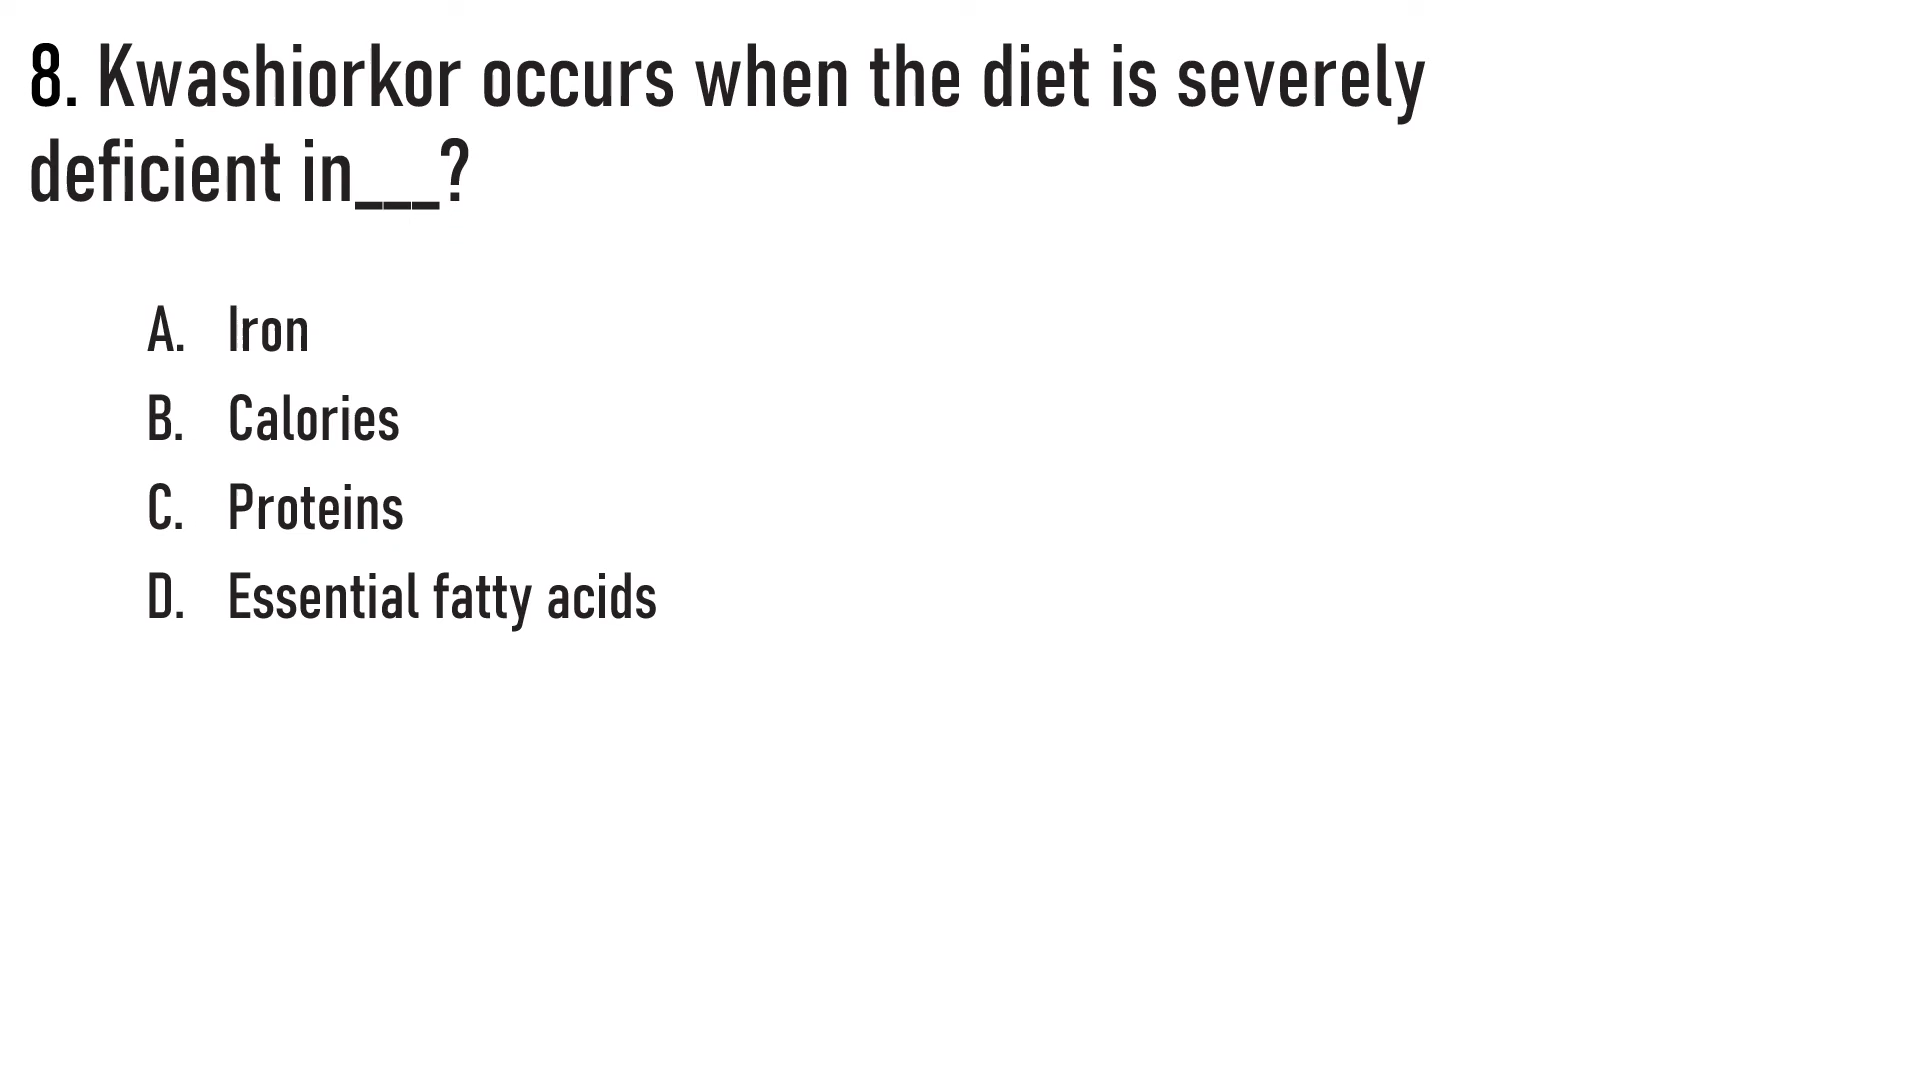 8. Kwashiorkor occurs when the diet is severely
deficient in___?
A. Iron
B. Calories
C. Proteins
D. Essential fatty acids